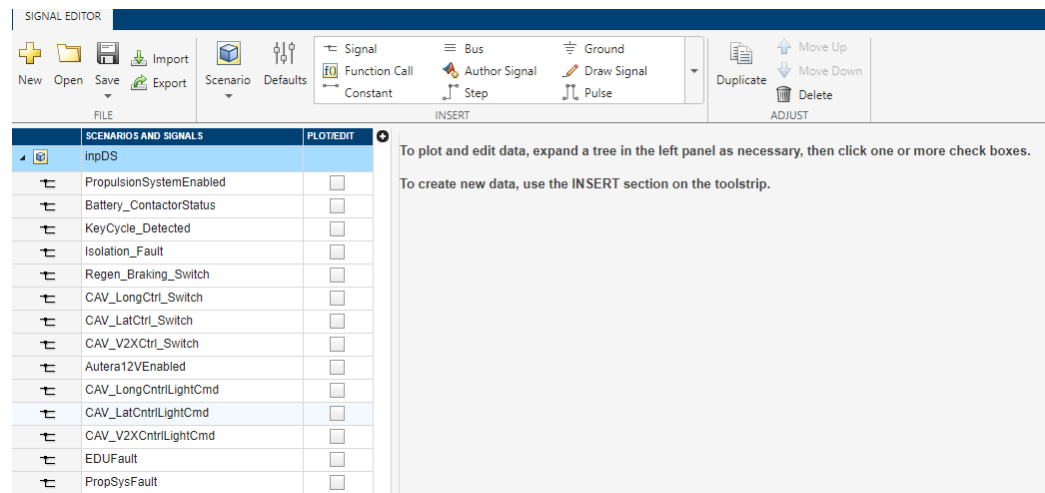 SIGNAL EDITOR
New
Open
Save
Import
Export
FILE
Scenario
Defaults
Signal
Bus
Ground
f() Function Call
Author Signal
Draw Signal
Constant
Step
Pulse
INSERT
Duplicate
Move Up
Move Down
Delete
ADJUST
SCENARIOS AND SIGNALS
PLOT/EDIT
inpDS
PropulsionSystemEnabled
Battery_ContactorStatus
KeyCycle_Detected
Isolation_Fault
Regen_Braking_Switch
CAV_LongCtrl_Switch
CAV_LatCtrl_Switch
CAV_V2XCtrl_Switch
Autera12VEnabled
CAV_LongCntrlLightCmd
CAV_LatCntrlLightCmd
CAV_V2XCntrlLightCmd
EDUFault
PropSysFault
To plot and edit data, expand a tree in the left panel as necessary, then click one or more check boxes.
To create new data, use the INSERT section on the toolstrip.